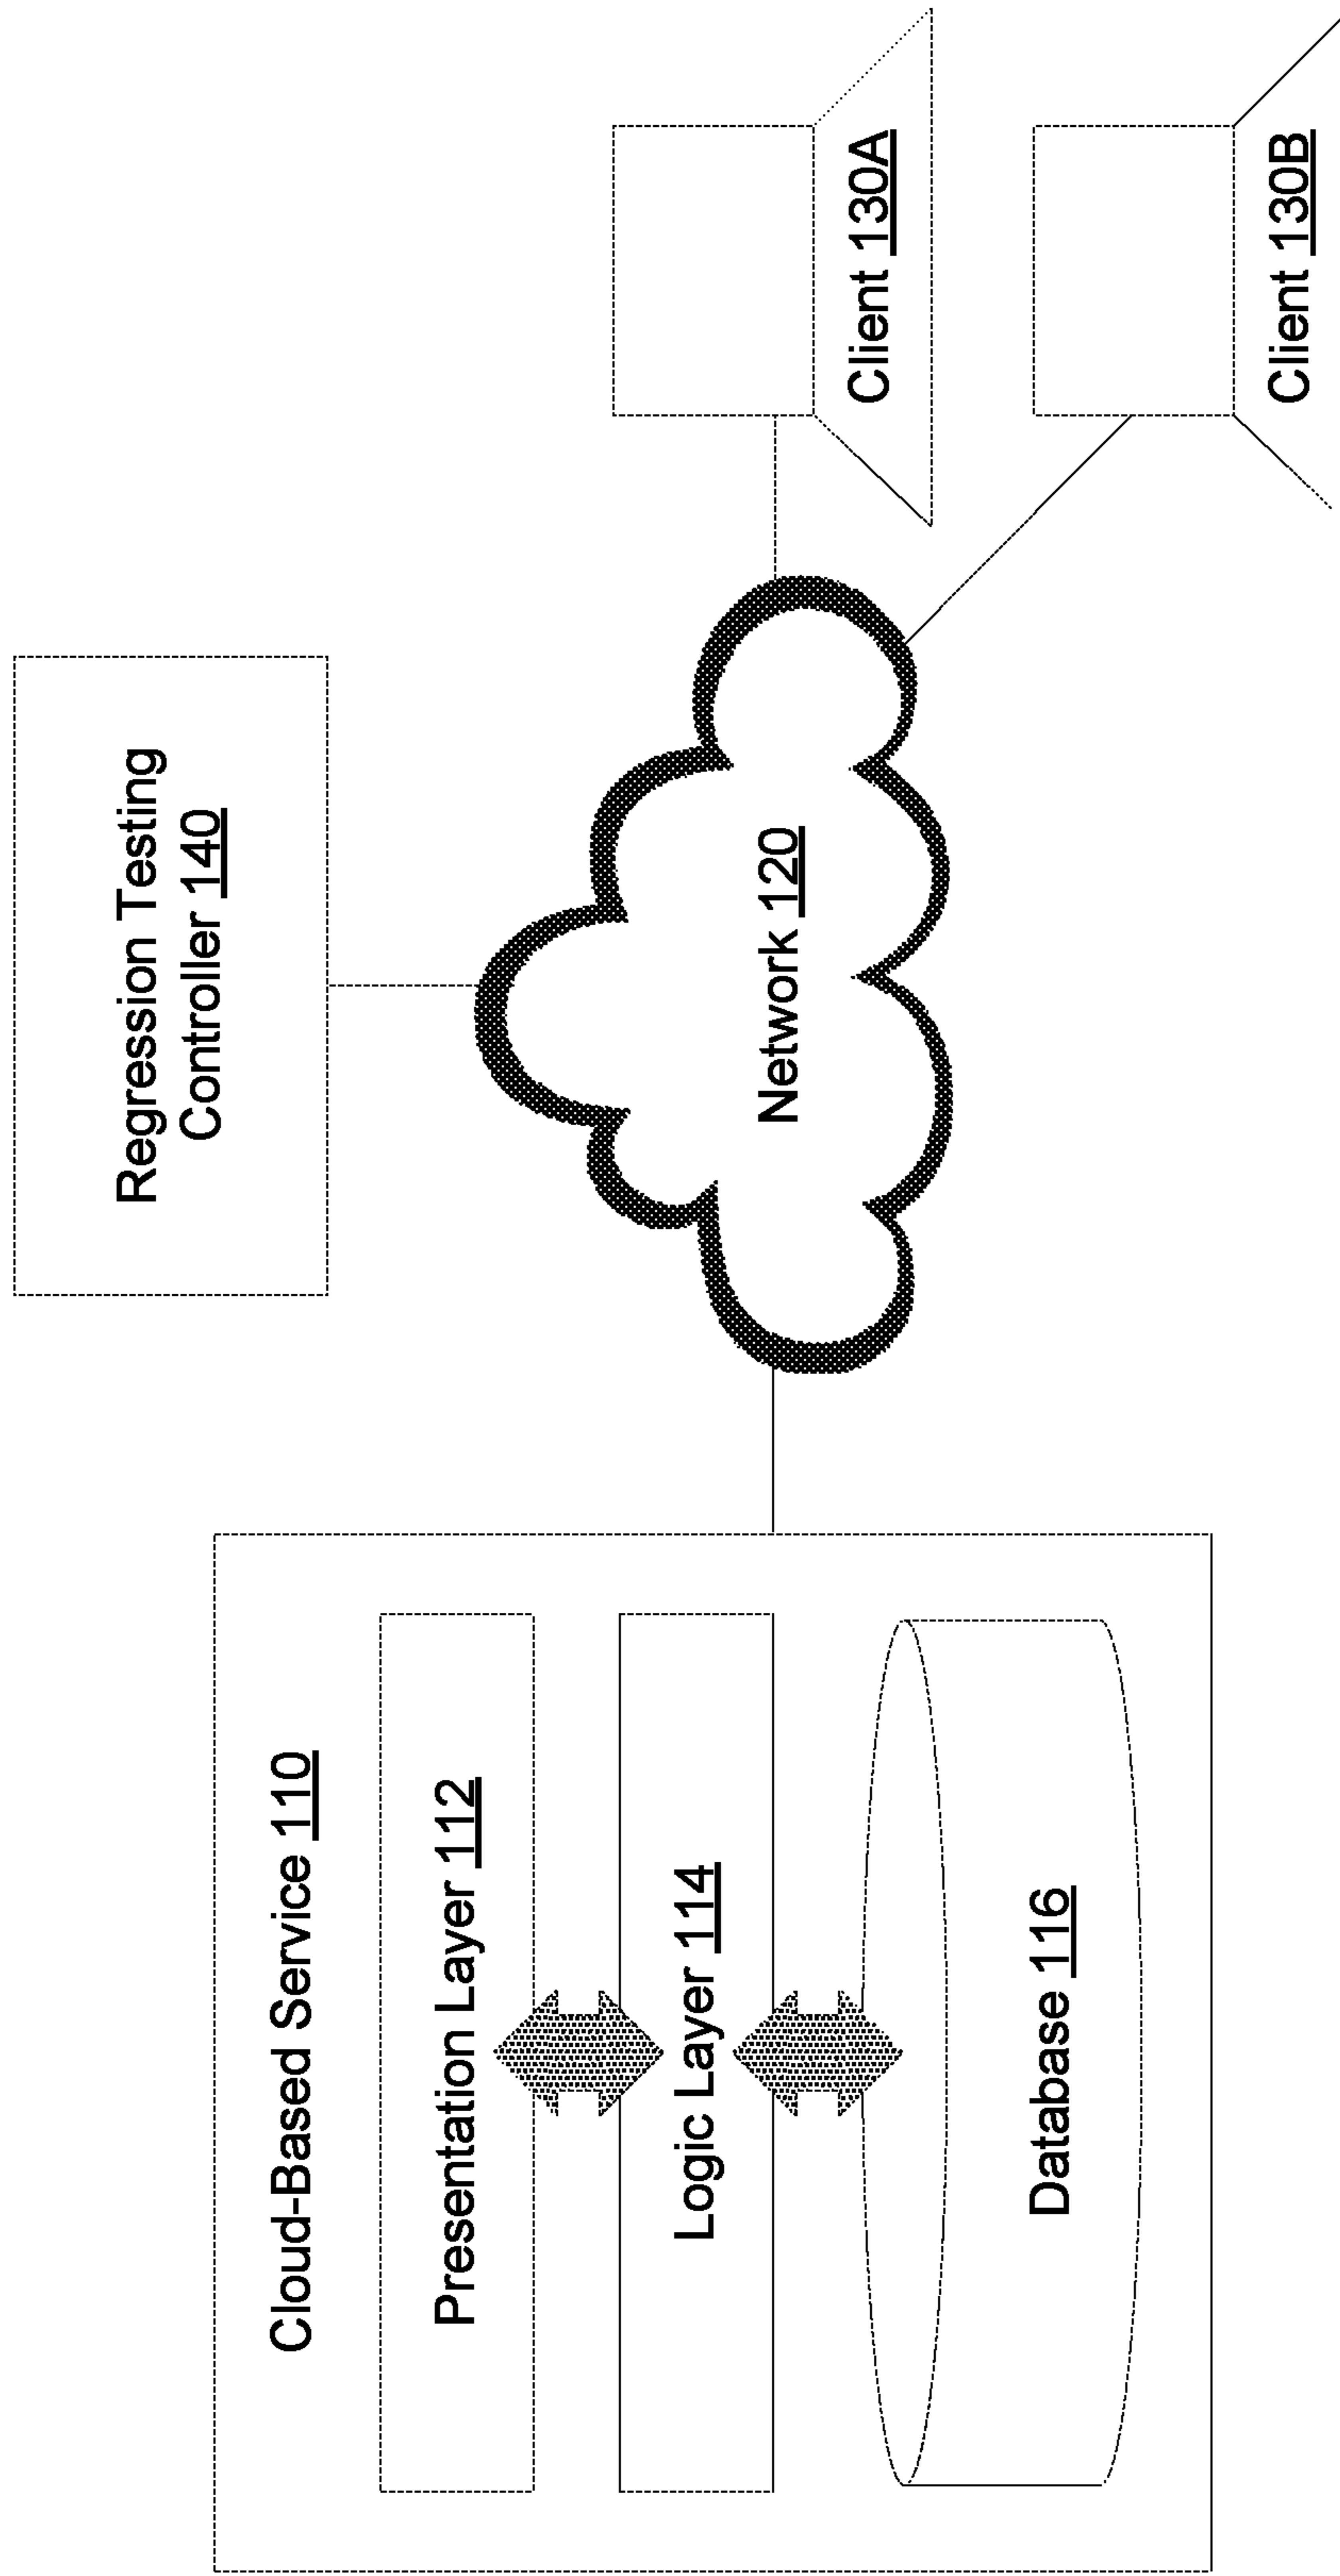 Cloud-Based Service 110
Presentation Layer 112
Logic Layer 114
Database 116
Regression Testing
Controller 140
Network 120
Client 130A
Client 130B